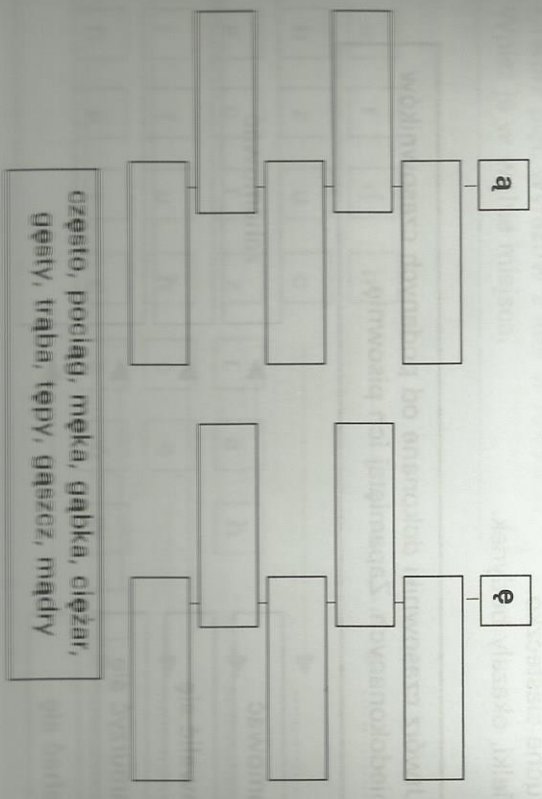 ą
ę
często, pociąg, męka, gąbka, ciężar,
gęsty, trąba, tępy, gąszcz, mądry